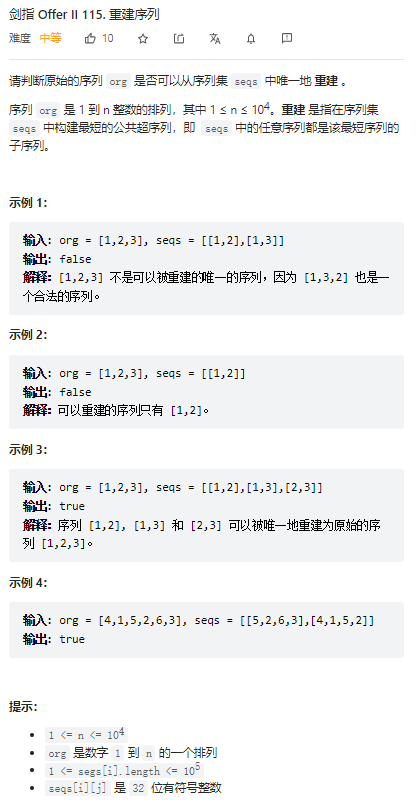 剑指 Offer II 115. 重建序列
难度 中等 10
请判断原始的序列 org 是否可以从序列集 seqs 中唯一地 重建 。
序列 org 是 1 到 n 整数的排列，其中 1 ≤ n ≤ 10⁴。重建 是指在序列集
seqs 中构建最短的公共超序列，即 seqs 中的任意序列都是该最短序列的
子序列。
示例 1：
输入: org = [1,2,3], seqs = [[1,2],[1,3]]
输出: false
解释：[1,2,3] 不是可以被重建的唯一的序列，因为 [1,3,2] 也是一
个合法的序列。
示例 2：
输入: org = [1,2,3], seqs = [[1,2]]
输出: false
解释：可以重建的序列只有 [1,2]。
示例 3：
输入: org = [1,2,3], seqs = [[1,2],[1,3],[2,3]]
输出: true
解释：序列 [1,2], [1,3] 和 [2,3] 可以被唯一地重建为原始的序
列 [1,2,3]。
示例 4：
输入: org = [4,1,5,2,6,3], seqs = [[5,2,6,3],[4,1,5,2]]
输出: true
提示：
• 1 <= n <= 10⁴
• org 是数字 1 到 n 的一个排列
• 1 <= segs[i].length <= 10⁵
• seqs[i][j] 是 32 位有符号整数